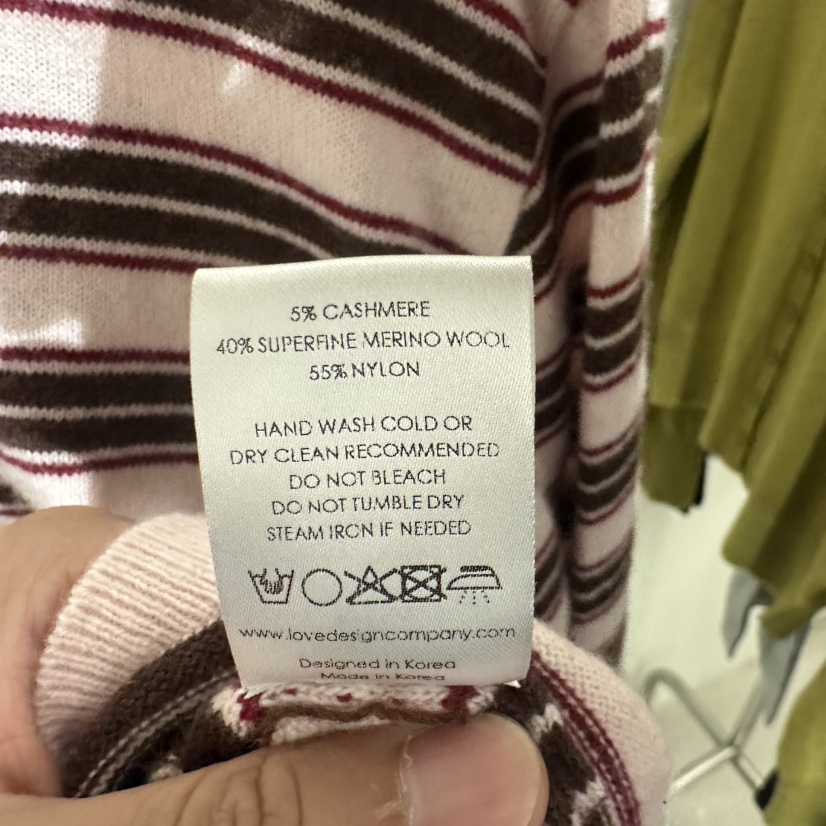 5% CASHMERE
40% SUPERFINE MERINO WOOL
55% NYLON
HAND WASH COLD OR
DRY CLEAN RECOMMENDED
DO NOT BLEACH
DO NOT TUMBLE DRY
STEAM IRON IF NEEDED
www.lovedesigncompany.com
Designed in Korea
Made in Korea